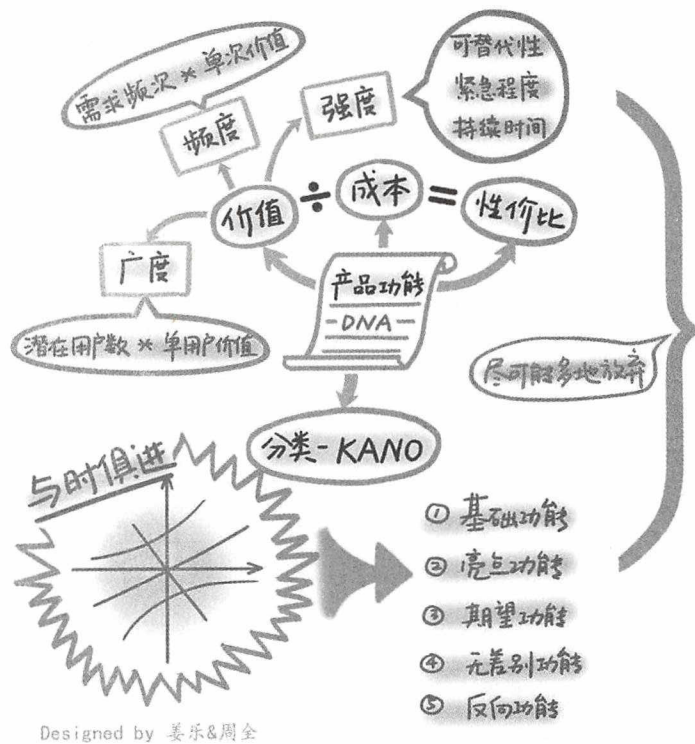 需求频次 × 单次价值
频度
强度
可替代性
紧急程度
持续时间
价值 ÷ 成本 = 性价比
广度
潜在用户数 × 单用户价值
产品功能
DNA
尽可能多地放弃
分类-KANO
与时俱进
① 基础功能
② 亮点功能
③ 期望功能
④ 无差别功能
⑤ 反向功能
Designed by 姜乐&周全